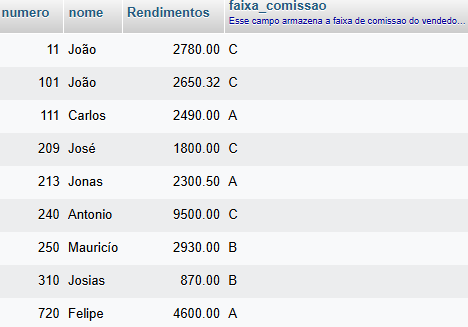 numero nome Rendimentos faixa_comissao
Esse campo armazena a faixa de comissao do vendedo...
11 João 2780.00 C
101 João 2650.32 C
111 Carlos 2490.00 A
209 José 1800.00 C
213 Jonas 2300.50 A
240 Antonio 9500.00 C
250 Mauricío 2930.00 B
310 Josias 870.00 B
720 Felipe 4600.00 A